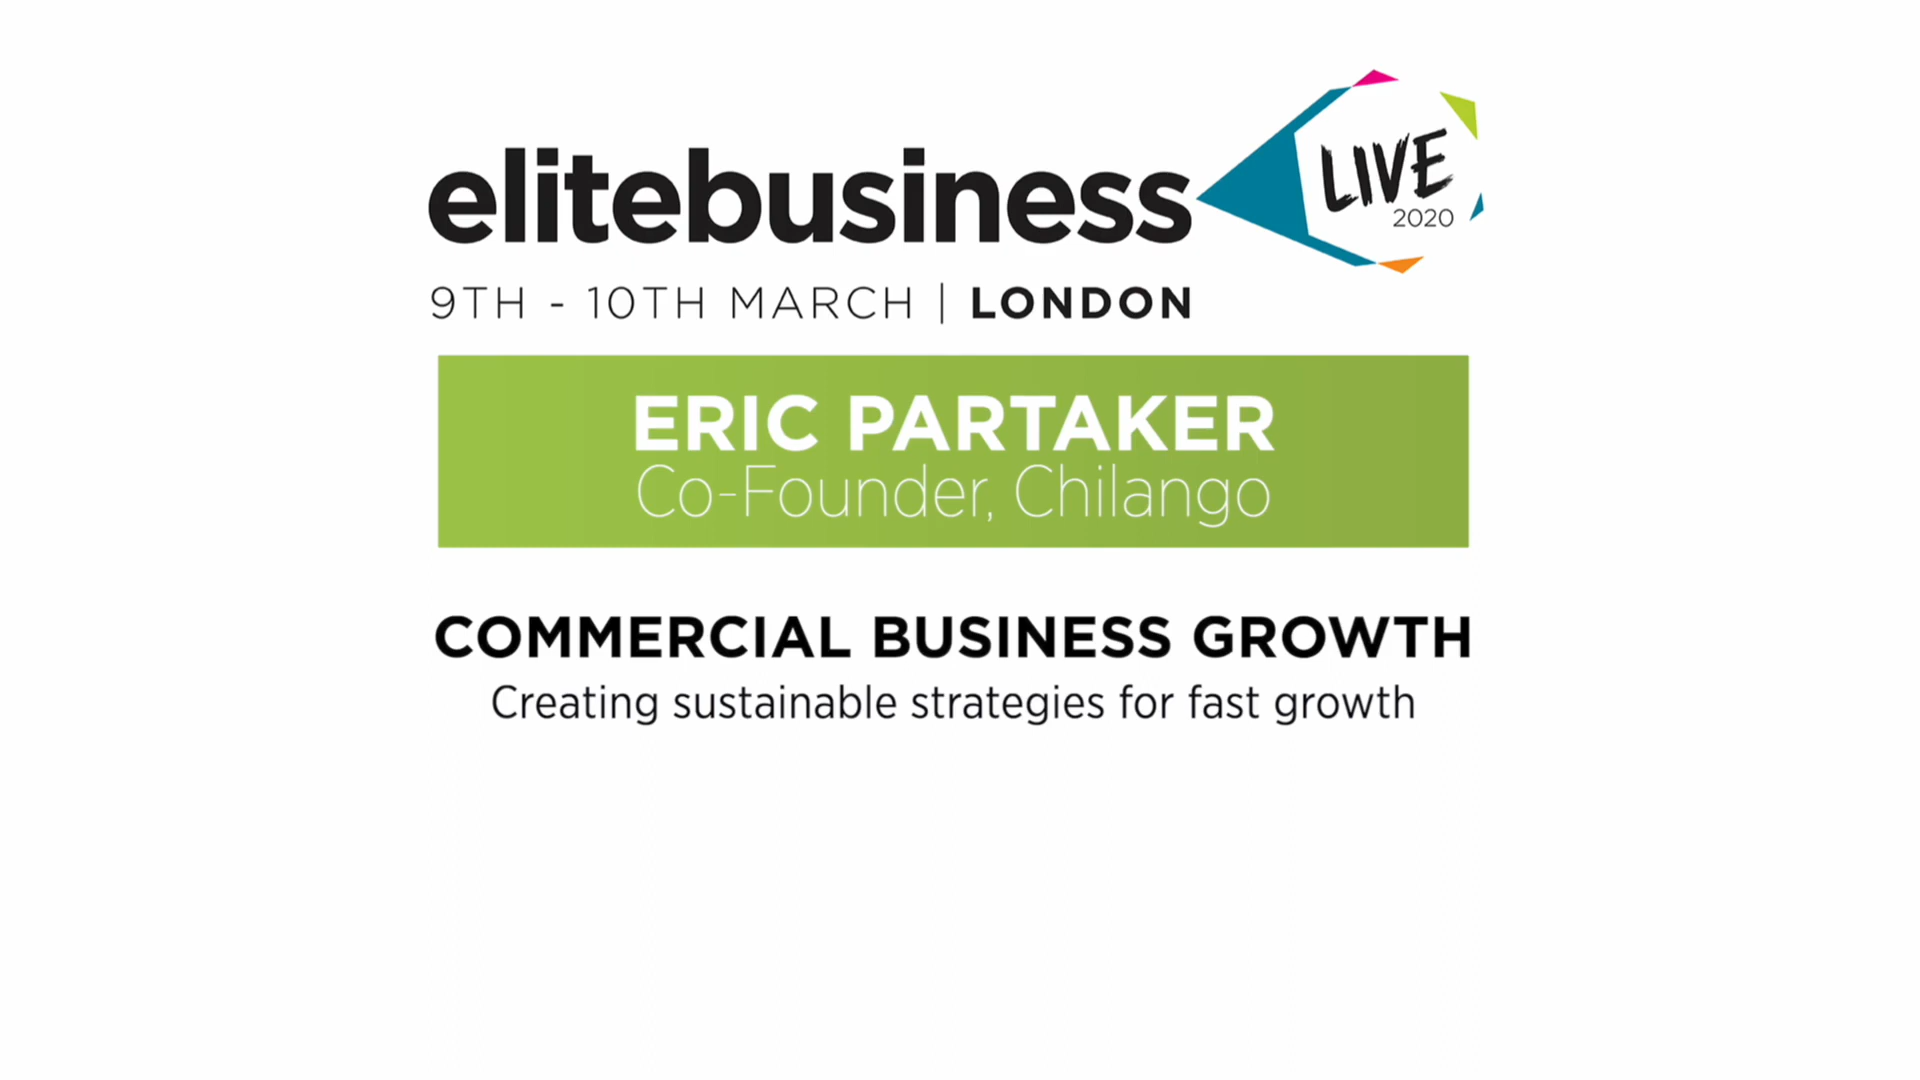 elitebusiness LIVE
2020
9TH - 10TH MARCH | LONDON
ERIC PARTAKER
Co-Founder, Chilango
COMMERCIAL BUSINESS GROWTH
Creating sustainable strategies for fast growth